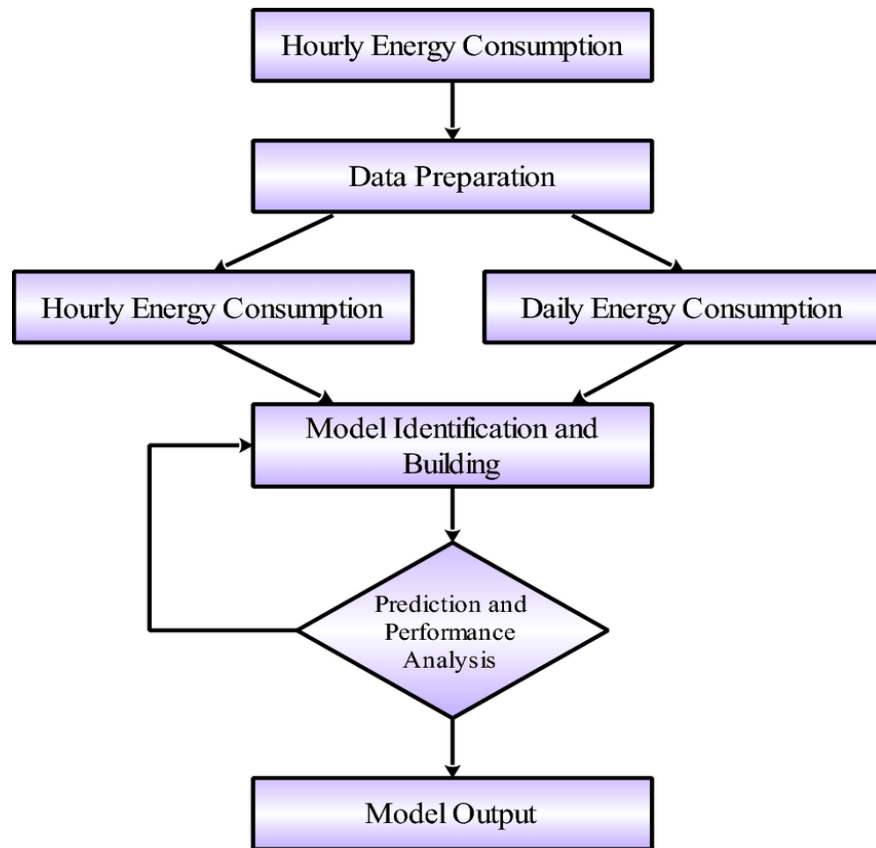 Hourly Energy Consumption
Data Preparation
Hourly Energy Consumption
Daily Energy Consumption
Model Identification and
Building
Prediction and
Performance
Analysis
Model Output